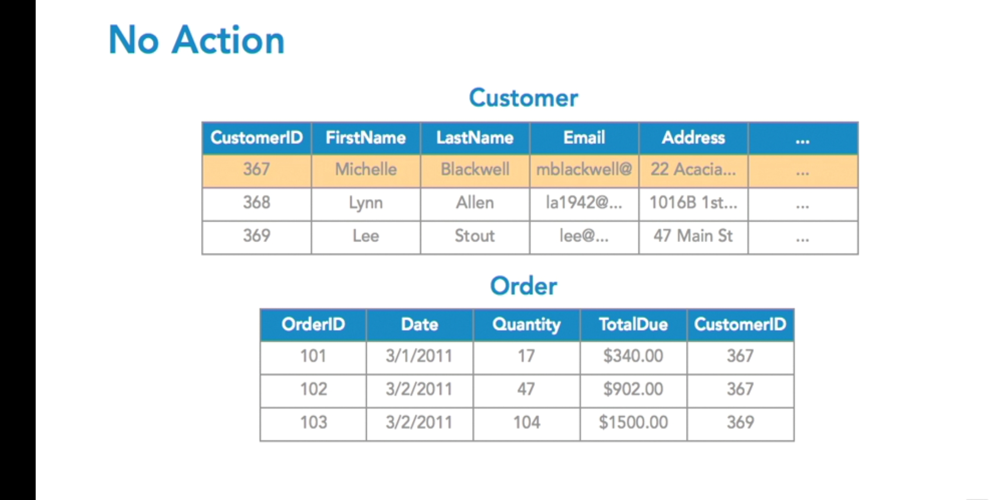 No Action
Customer
CustomerID FirstName LastName Email Address ...
367 Michelle Blackwell mblackwell@ 22 Acacia... ...
368 Lynn Allen la1942@... 1016B 1st... ...
369 Lee Stout lee@... 47 Main St ...
Order
OrderID Date Quantity TotalDue CustomerID
101 3/1/2011 17 $340.00 367
102 3/2/2011 47 $902.00 367
103 3/2/2011 104 $1500.00 369